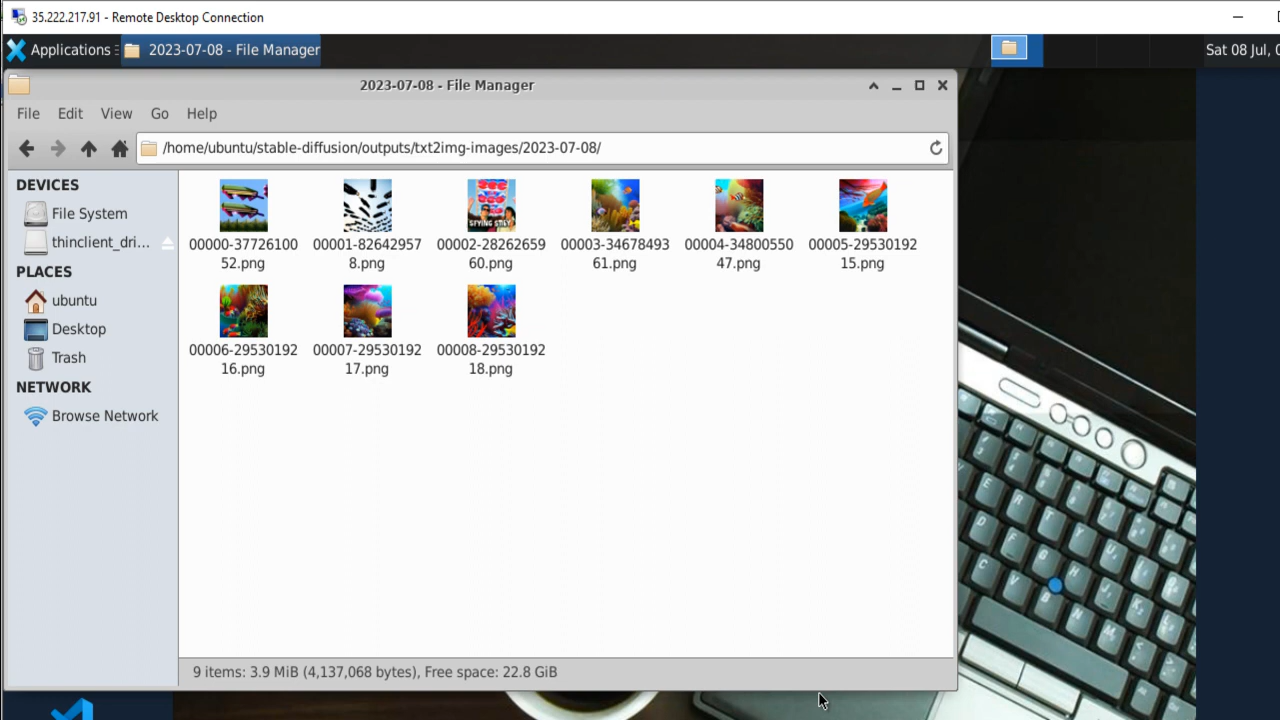 35.222.217.91 - Remote Desktop Connection
Applications
2023-07-08 - File Manager
Sat 08 Jul,
2023-07-08 - File Manager
File Edit View Go Help
/home/ubuntu/stable-diffusion/outputs/txt2img-images/2023-07-08/
DEVICES
File System
thinclient_dri...
PLACES
ubuntu
Desktop
Trash
NETWORK
Browse Network
00000-37726100
52.png
00001-82642957
8.png
00002-28262659
60.png
00003-34678493
61.png
00004-34800550
47.png
00005-29530192
15.png
00006-29530192
16.png
00007-29530192
17.png
00008-29530192
18.png
9 items: 3.9 MiB (4,137,068 bytes), Free space: 22.8 GiB